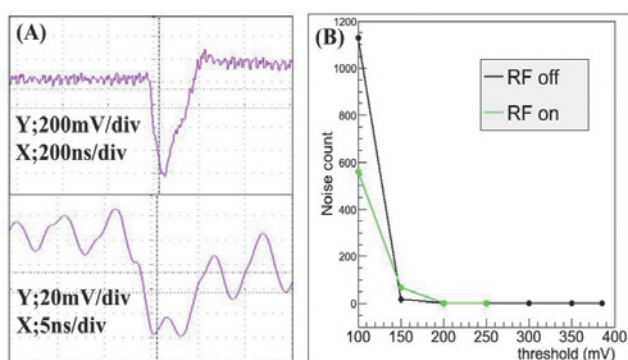 (A)
Y;200mV/div
X;200ns/div
Y;20mV/div
X;5ns/div
(B)
RF off
RF on
Noise count
1200
1000
800
600
400
200
0
100 150 200 250 300 350 400
threshold (mV)